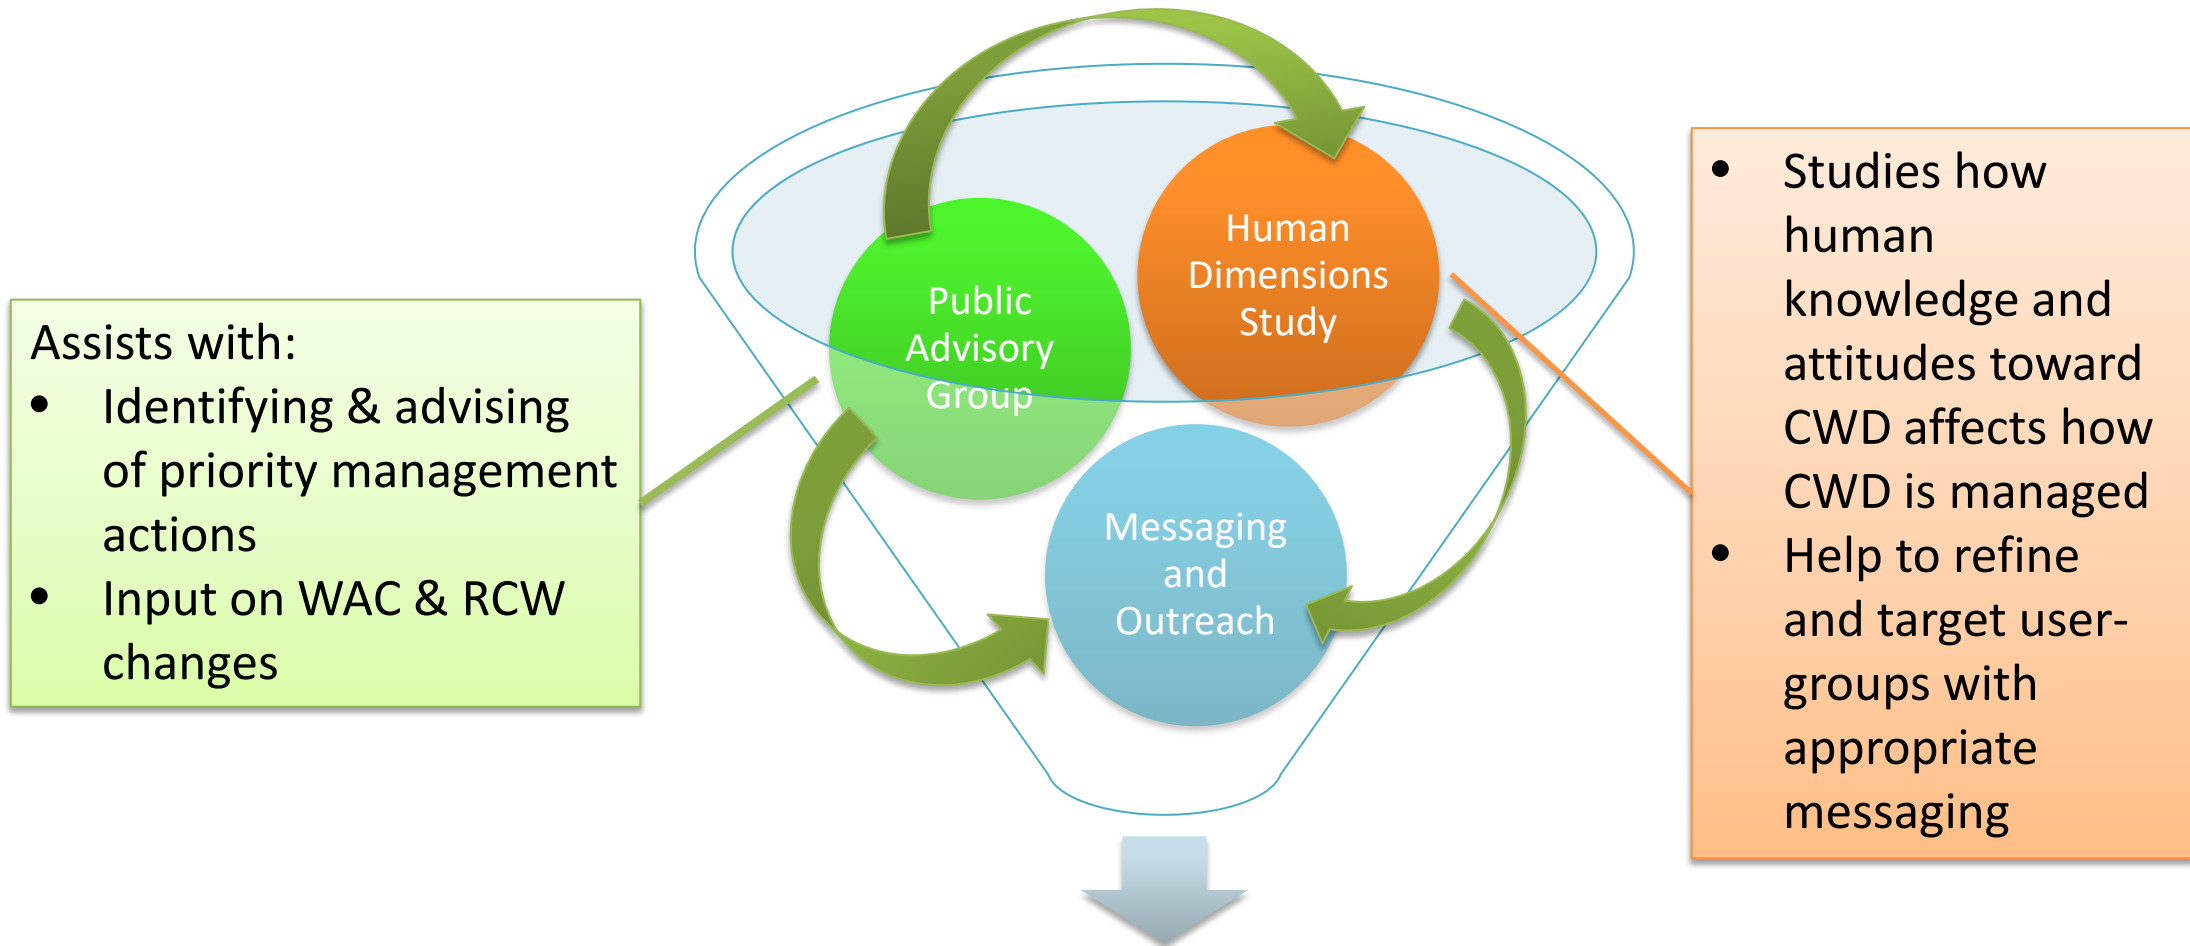 Assists with:
• Identifying & advising
of priority management
actions
• Input on WAC & RCW
changes
Public
Advisory
Group
Human
Dimensions
Study
Messaging
and
Outreach
• Studies how
human
knowledge and
attitudes toward
CWD affects how
CWD is managed
• Help to refine
and target user-
groups with
appropriate
messaging